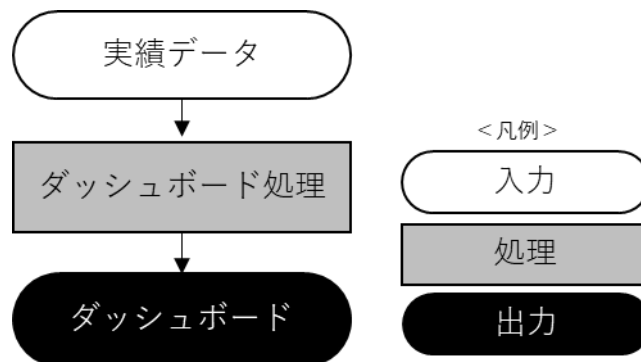 実績データ
ダッシュボード処理
ダッシュボード
<凡例>
入力
処理
出力